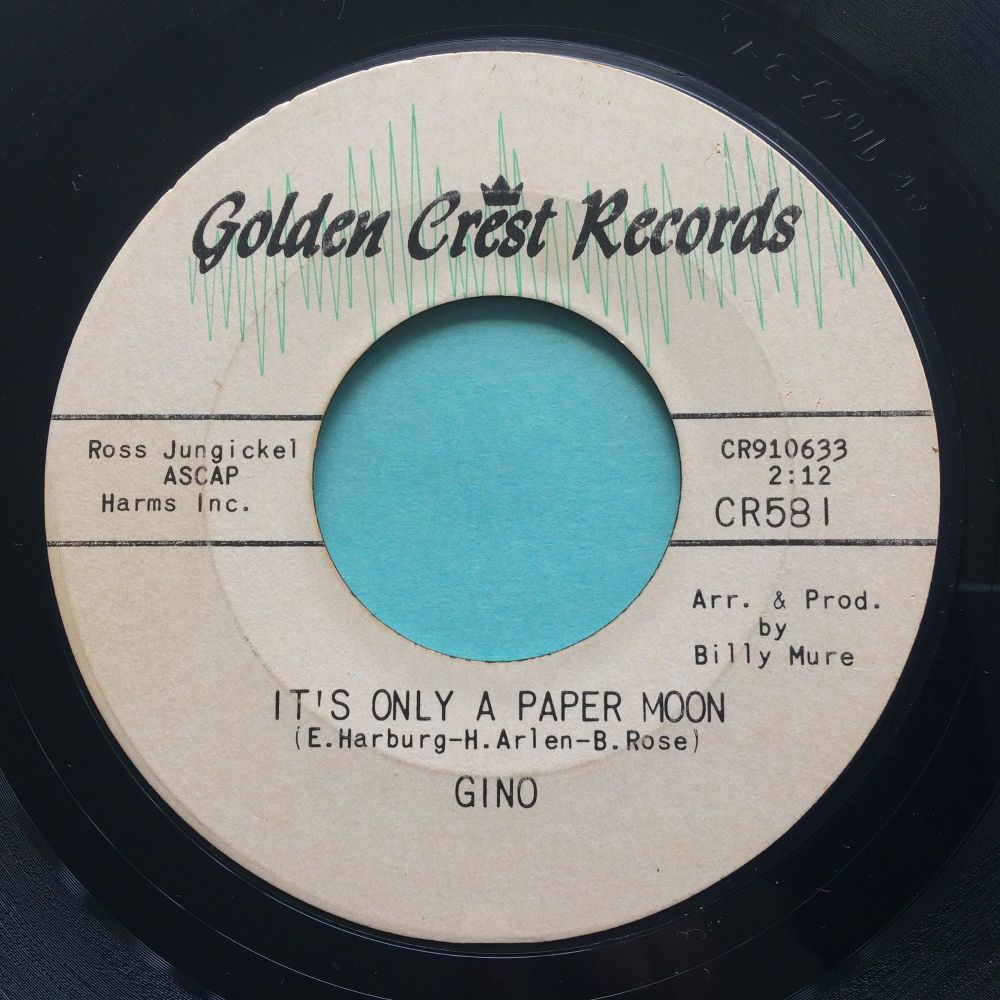 Golden Crest Records
Ross Jungickel
ASCAP
Harms Inc.
CR910633
2:12
CR581
Arr. & Prod.
by
Billy Mure
IT'S ONLY A PAPER MOON
(E.Harburg-H.Arlen-B.Rose)
GINO